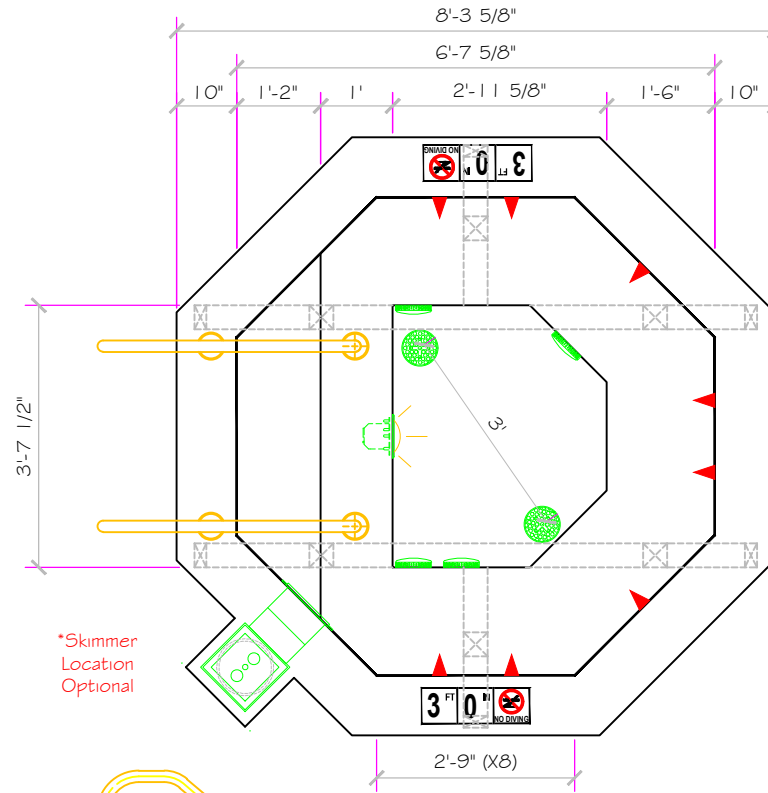 8'-3 5/8"
6'-7 5/8"
10" 1'-2" 1' 2'-11 5/8" 1'-6" 10"
NO DIVING 0 IN 3 FT
3'-7 1/2"
3'
*Skimmer
Location
Optional
3 FT 0 IN NO DIVING
2'-9" (X8)